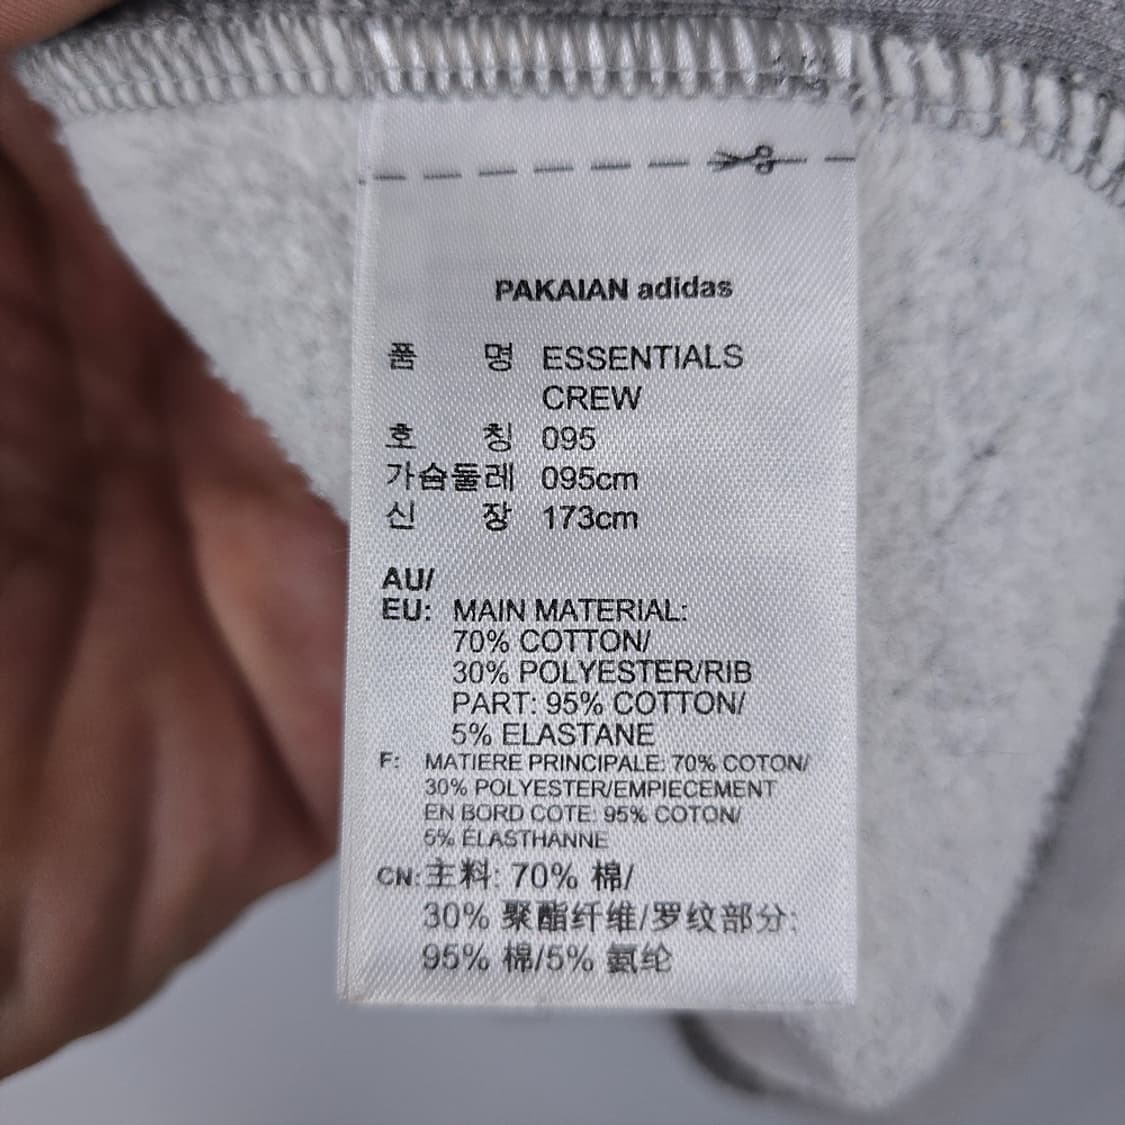 PAKAIAN adidas
품 명 ESSENTIALS
CREW
호 칭 095
가슴둘레 095cm
신 장 173cm
AU/
EU: MAIN MATERIAL:
70% COTTON/
30% POLYESTER/RIB
PART: 95% COTTON/
5% ELASTANE
F: MATIERE PRINCIPALE: 70% COTON/
30% POLYESTER/EMPIECEMENT
EN BORD COTE: 95% COTON/
5% ÉLASTHANNE
CN: 主料: 70% 棉/
30% 聚酯纤维/罗纹部分:
95% 棉/5% 氨纶